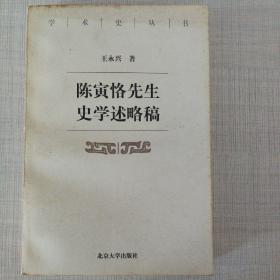 学术史丛书
王永兴 著
陈寅恪先生
史学述略稿
北京大学出版社